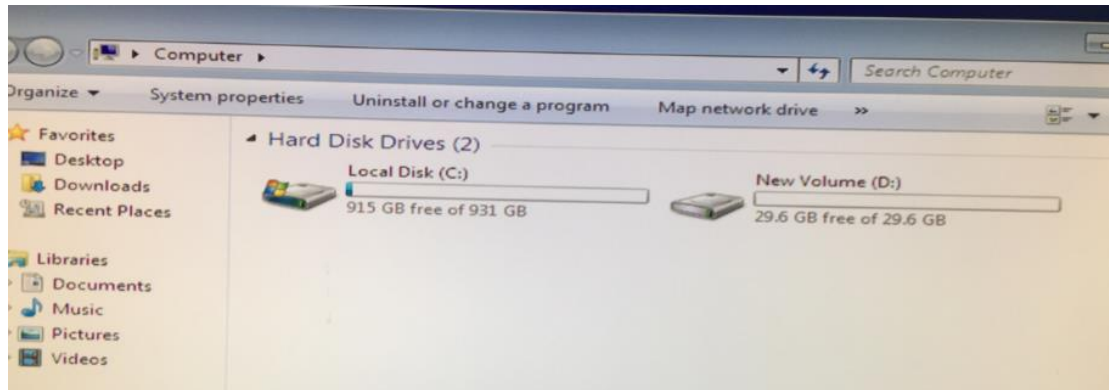 Computer
Search Computer
Organize
System properties
Uninstall or change a program
Map network drive
»
Favorites
Desktop
Downloads
Recent Places
Libraries
Documents
Music
Pictures
Videos
Hard Disk Drives (2)
Local Disk (C:)
915 GB free of 931 GB
New Volume (D:)
29.6 GB free of 29.6 GB